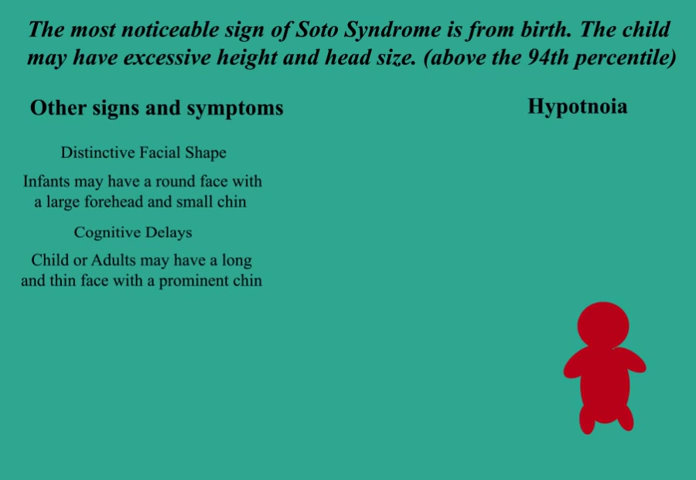 The most noticeable sign of Soto Syndrome is from birth. The child
may have excessive height and head size. (above the 94th percentile)
Other signs and symptoms
Hypotnoia
Distinctive Facial Shape
Infants may have a round face with
a large forehead and small chin
Cognitive Delays
Child or Adults may have a long
and thin face with a prominent chin